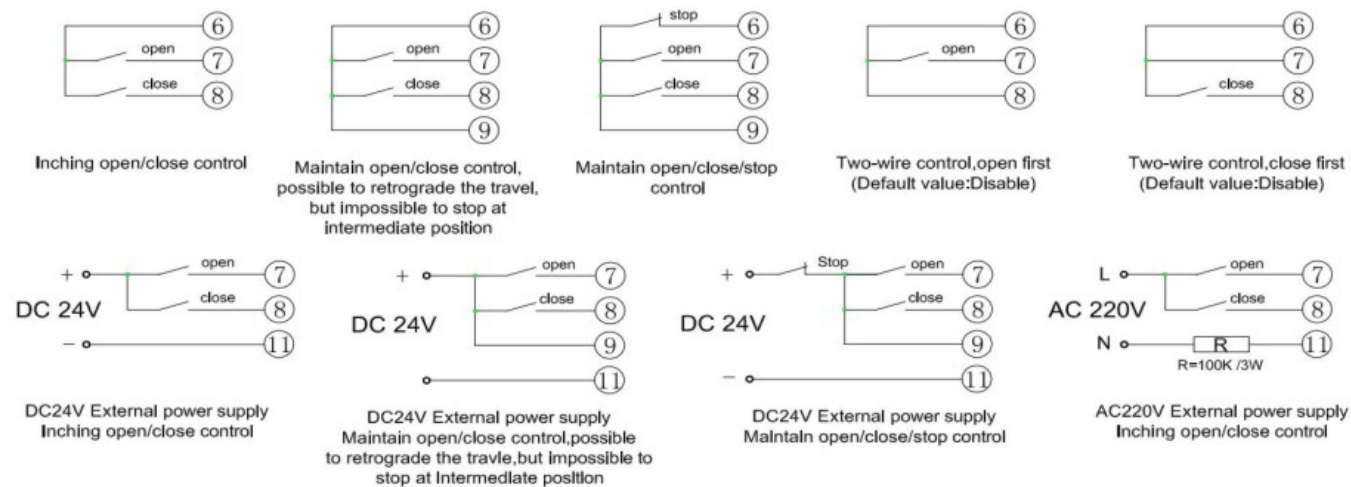 6
open 7
close 8
Inching open/close control
6
open 7
close 8
9
Maintain open/close control,
possible to retrograde the travel,
but impossible to stop at
intermediate position
stop 6
open 7
close 8
9
Maintain open/close/stop
control
6
open 7
8
Two-wire control,open first
(Default value:Disable)
6
7
close 8
Two-wire control,close first
(Default value:Disable)
+ open 7
close 8
DC 24V
- 11
DC24V External power supply
Inching open/close control
+ open 7
close 8
DC 24V
9
11
DC24V External power supply
Maintain open/close control,possible
to retrograde the travle,but impossible to
stop at intermediate position
+ Stop open 7
close 8
DC 24V
9
- 11
DC24V External power supply
Maintain open/close/stop control
L open 7
close 8
AC 220V
N R 11
R=100K /3W
AC220V External power supply
Inching open/close control